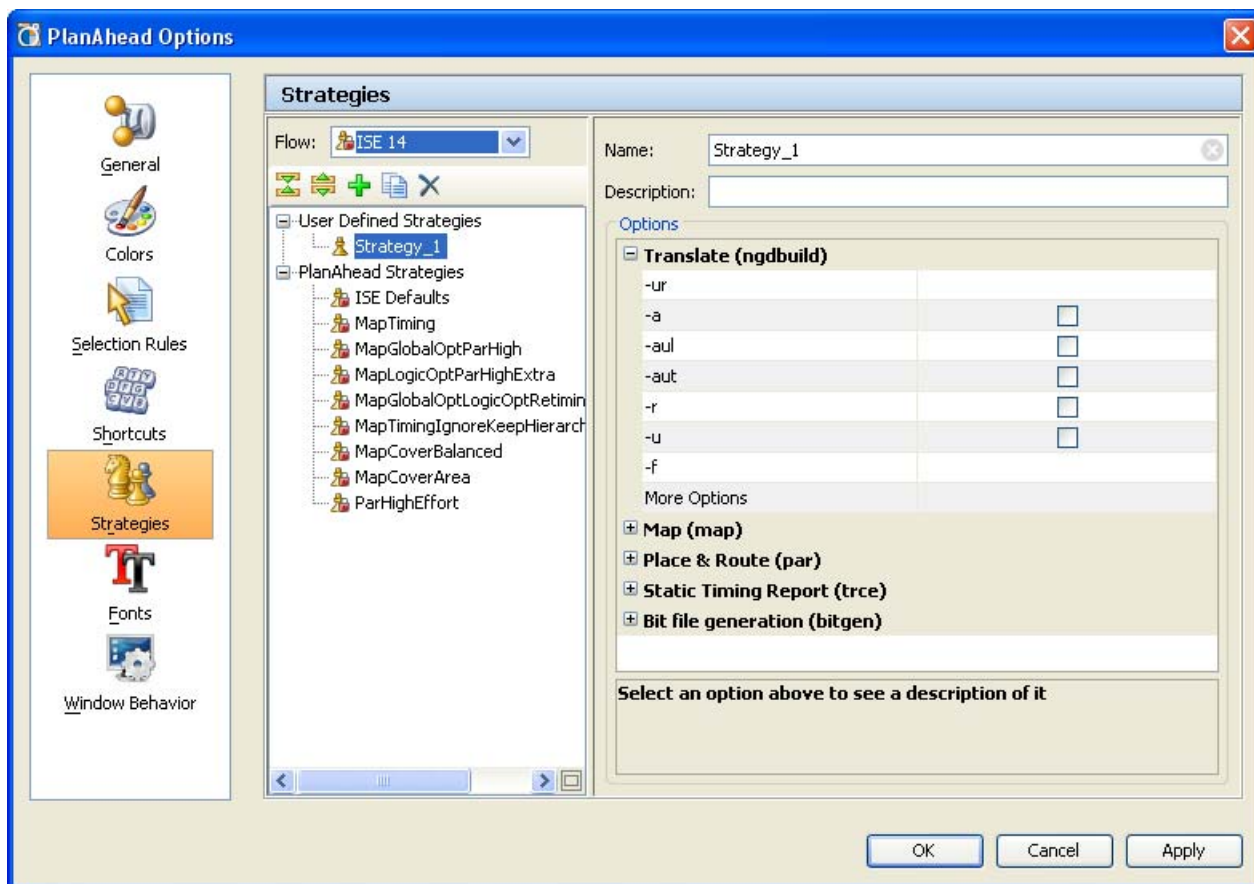 PlanAhead Options
General
Colors
Selection Rules
Shortcuts
Strategies
Fonts
Window Behavior
Strategies
Flow: ISE 14
User Defined Strategies
Strategy_1
PlanAhead Strategies
ISE Defaults
MapTiming
MapGlobalOptParHigh
MapLogicOptParHighExtra
MapGlobalOptLogicOptRetimin
MapTimingIgnoreKeepHierarch
MapCoverBalanced
MapCoverArea
ParHighEffort
Name: Strategy_1
Description:
Options
Translate (ngdbuild)
-ur
-a
-aul
-aut
-r
-u
-f
More Options
Map (map)
Place & Route (par)
Static Timing Report (trce)
Bit file generation (bitgen)
Select an option above to see a description of it
OK Cancel Apply